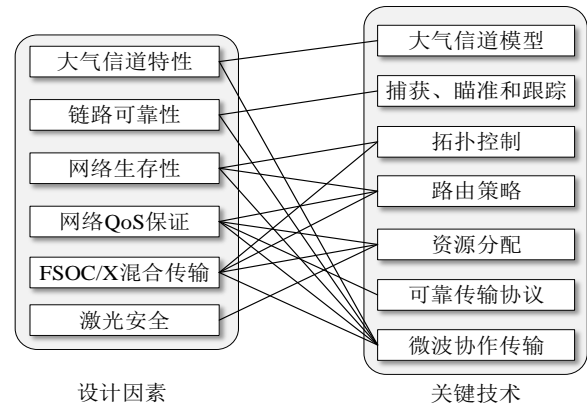 大气信道特性
链路可靠性
网络生存性
网络QoS保证
FSOC/X混合传输
激光安全
设计因素
大气信道模型
捕获、瞄准和跟踪
拓扑控制
路由策略
资源分配
可靠传输协议
微波协作传输
关键技术